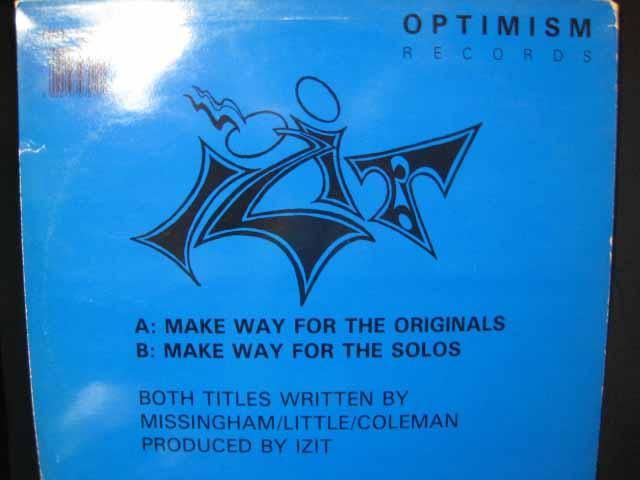 OPTIMISM
RECORDS
IZIT
A: MAKE WAY FOR THE ORIGINALS
B: MAKE WAY FOR THE SOLOS
BOTH TITLES WRITTEN BY
MISSINGHAM/LITTLE/COLEMAN
PRODUCED BY IZIT